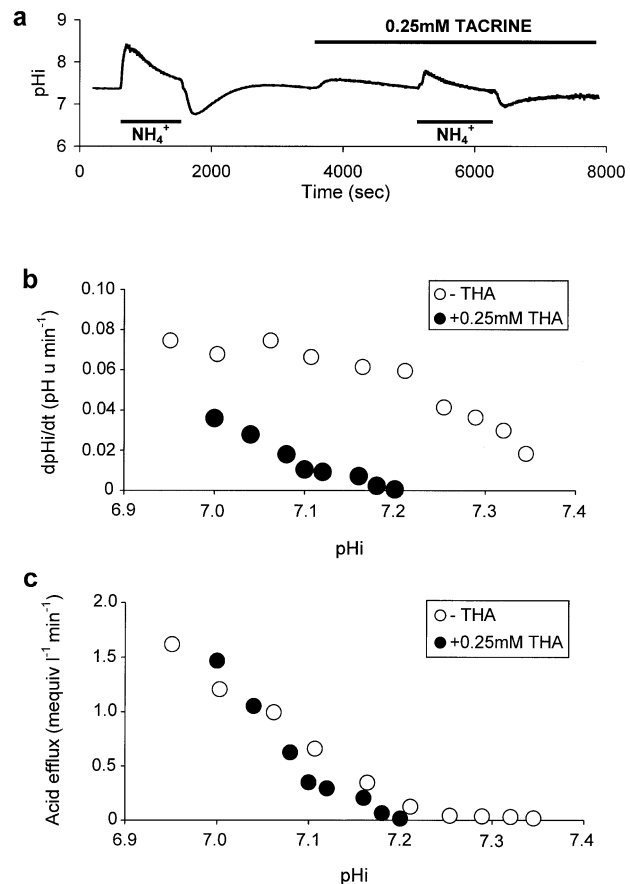 a
0.25mM TACRINE
9
8
7
6
pHi
NH₄⁺
NH₄⁺
0
2000
4000
6000
8000
Time (sec)
b
0.10
0.08
0.06
0.04
0.02
0
dpHi/dt (pH u min⁻¹)
- THA
+0.25mM THA
6.9
7.0
7.1
7.2
7.3
7.4
pHi
c
2.0
1.5
1.0
0.5
0
Acid efflux (mequiv l⁻¹ min⁻¹)
- THA
+0.25mM THA
6.9
7.0
7.1
7.2
7.3
7.4
pHi